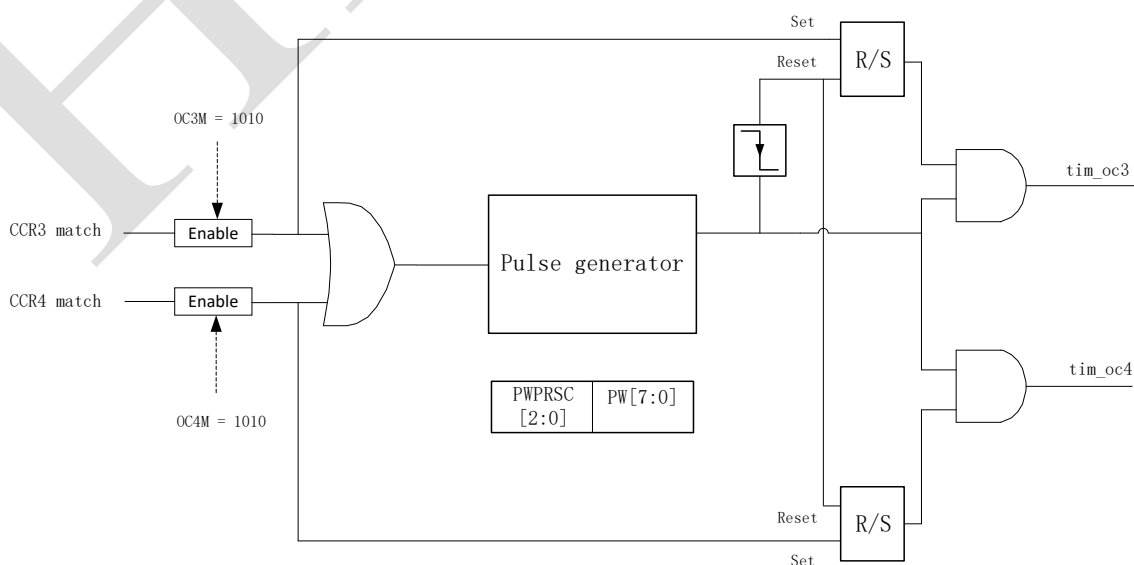 Set
Reset
R/S
OC3M = 1010
tim_oc3
CCR3 match
Enable
Pulse generator
CCR4 match
Enable
tim_oc4
PWPRSC
[2:0]
PW[7:0]
OC4M = 1010
Reset
R/S
Set